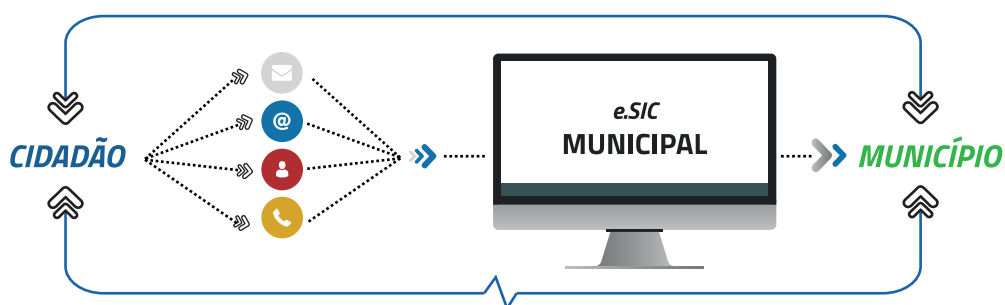 CIDADÃO
@
e.SIC
MUNICIPAL
MUNICÍPIO